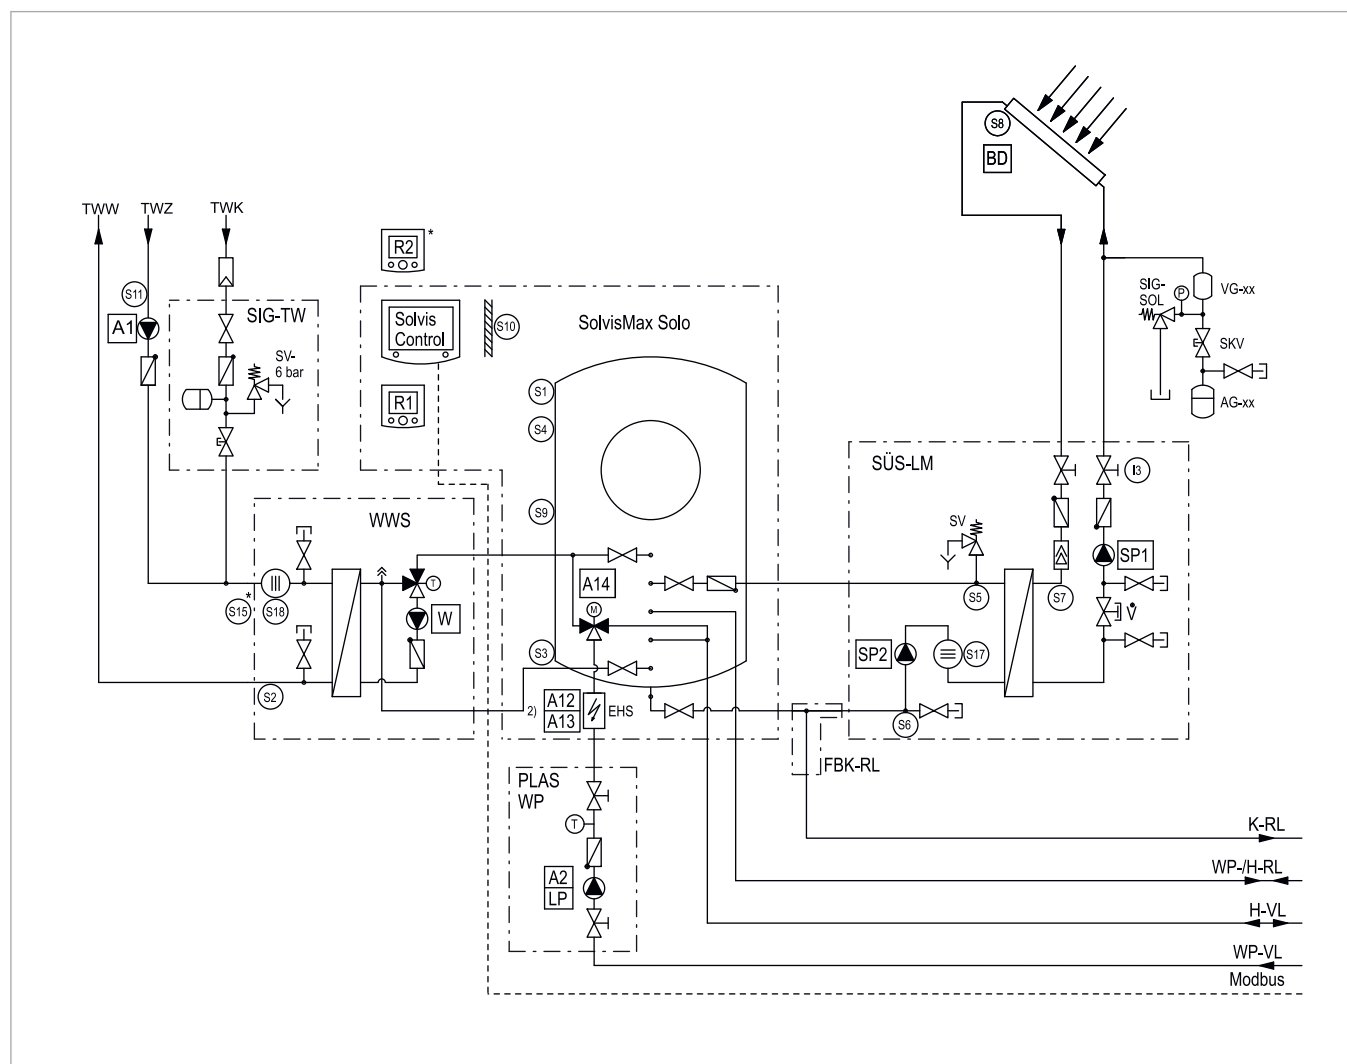 S8
BD
TWW
TWZ
TWK
R2
*
S11
A1
SIG-TW
SV-
6 bar
Solvis
Control
S10
SolvisMax Solo
R1
SIG-
SOL
P
VG-xx
SKV
AG-xx
S1
S4
S9
S3
SÜS-LM
I3
SV
SP1
S5
S7
V̇
SP2
S17
S6
WWS
T
W
S15
*
S18
S2
A14
M
2)
A12
A13
EHS
FBK-RL
PLAS
WP
T
A2
LP
K-RL
WP-/H-RL
H-VL
WP-VL
Modbus